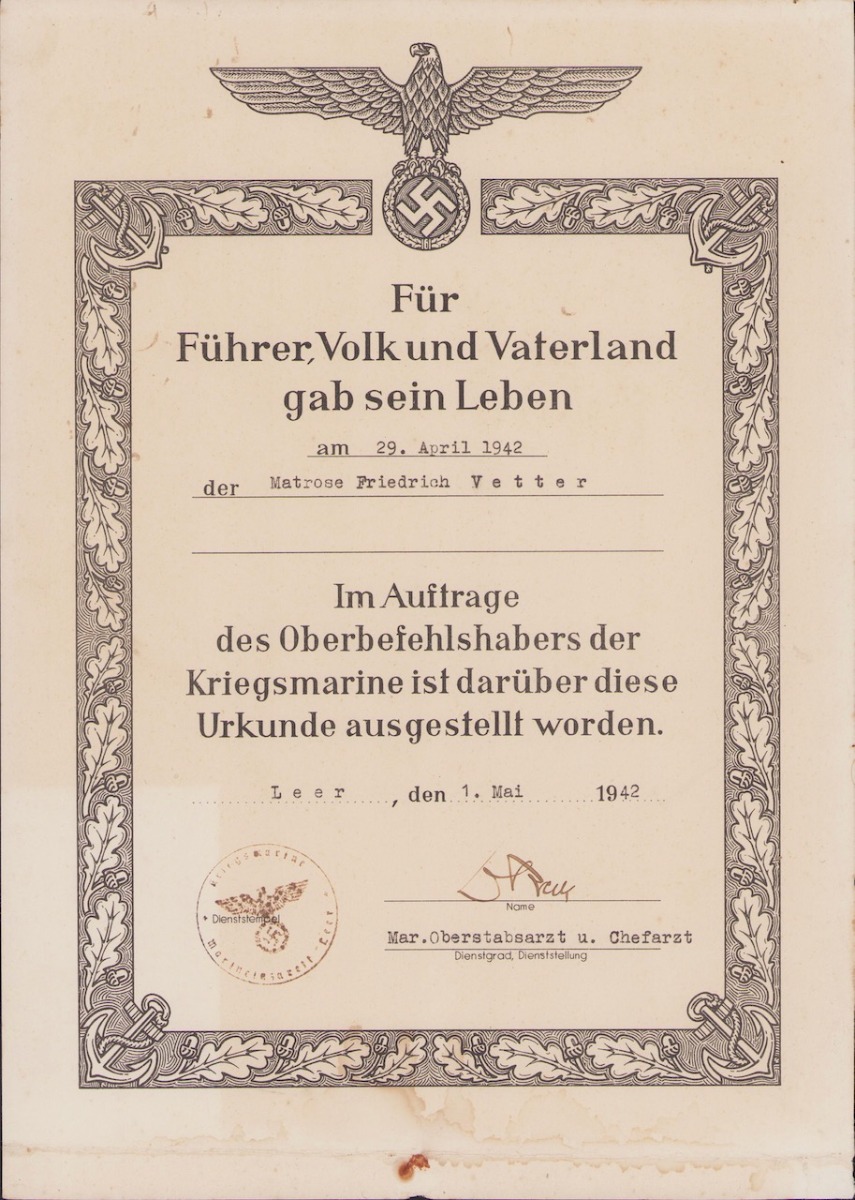 Für
Führer, Volk und Vaterland
gab sein Leben
am 29. April 1942
der Matrose Friedrich Vetter
Im Auftrage
des Oberbefehlshabers der
Kriegsmarine ist darüber diese
Urkunde ausgestellt worden.
Leer, den 1. Mai 1942
Kriegsmarine
Dienststempel
Name
Mar.Oberstabsarzt u. Chefarzt
Dienstgrad, Dienststellung